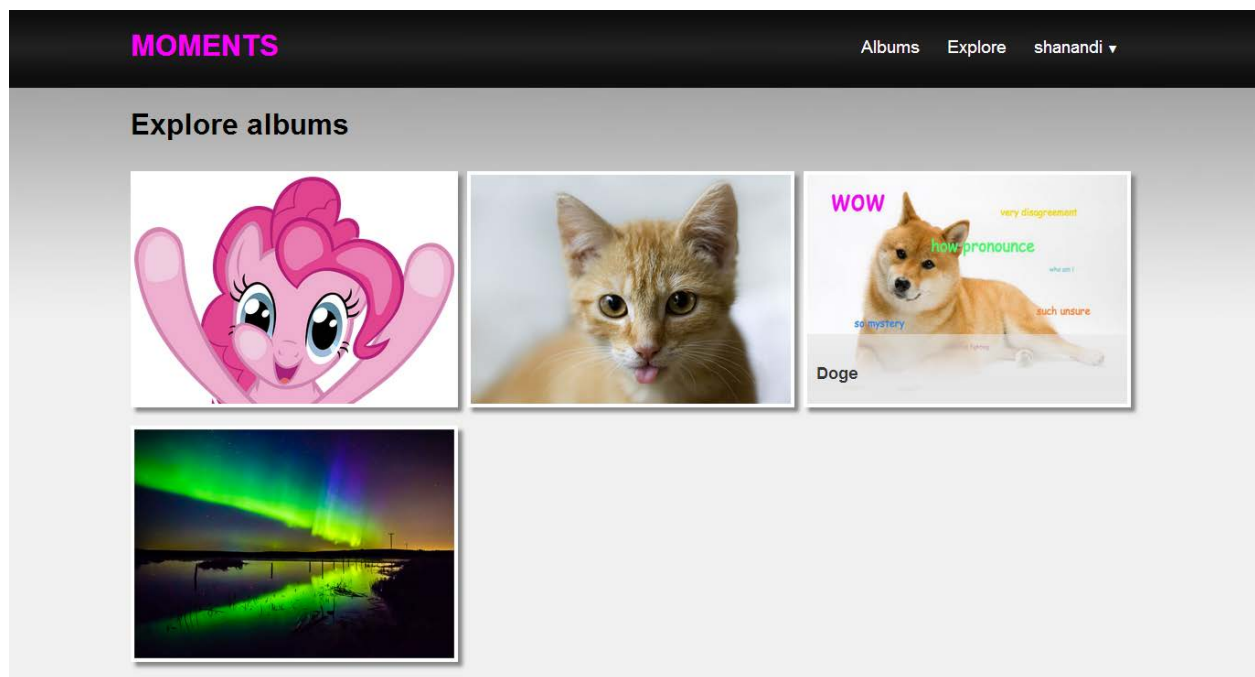 MOMENTS
Albums Explore shanandi ▼
Explore albums
wow
very disagreement
how pronounce
such unsure
so mystery
Doge